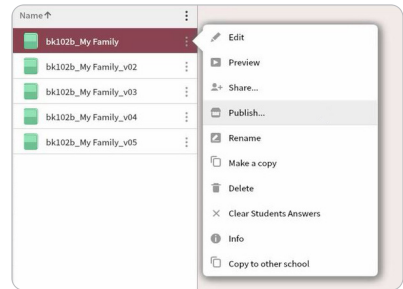 Name↑
bk102b_My Family
bk102b_My Family_v02
bk102b_My Family_v03
bk102b_My Family_v04
bk102b_My Family_v05
Edit
Preview
Share...
Publish...
Rename
Make a copy
Delete
Clear Students Answers
Info
Copy to other school